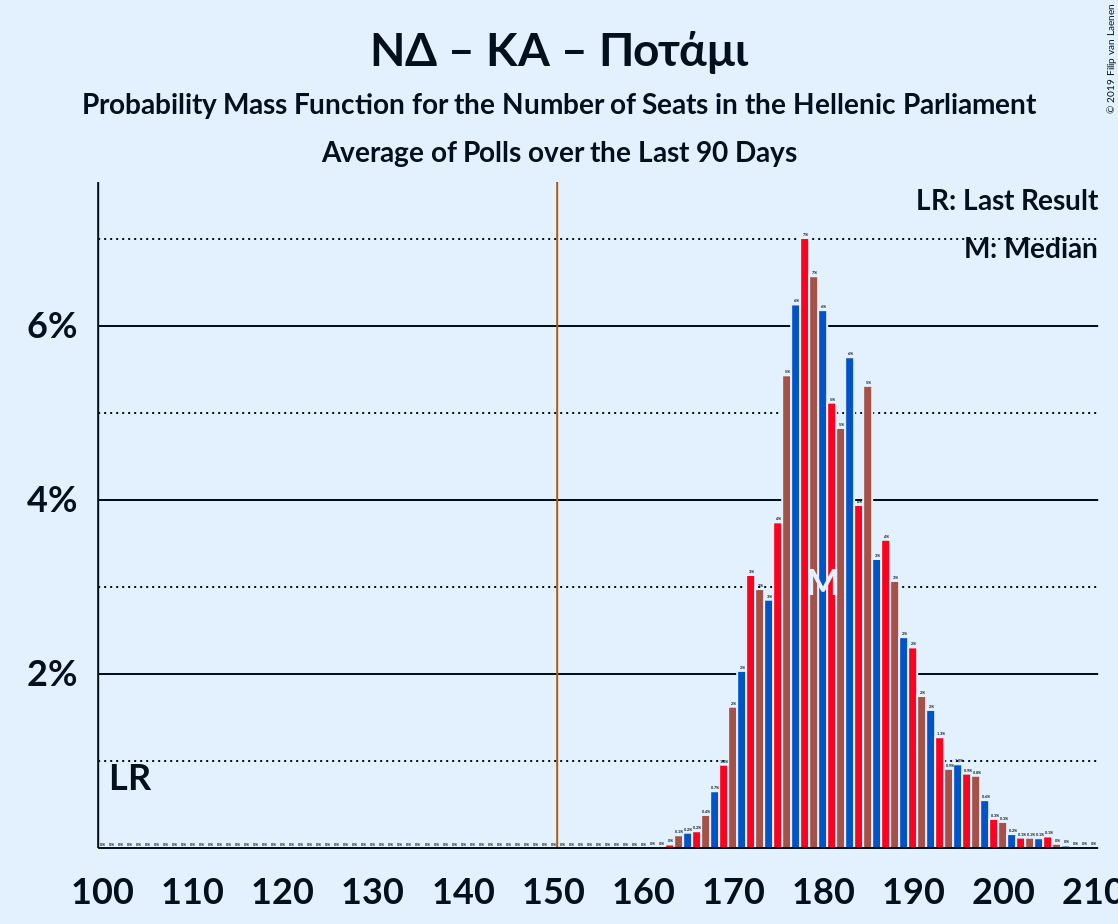 ΝΔ – ΚΑ – Ποτάμι
Probability Mass Function for the Number of Seats in the Hellenic Parliament
Average of Polls over the Last 90 Days
© 2019 Filip van Laenen
LR: Last Result
M: Median
6%
4%
2%
LR
M
100 110 120 130 140 150 160 170 180 190 200 210